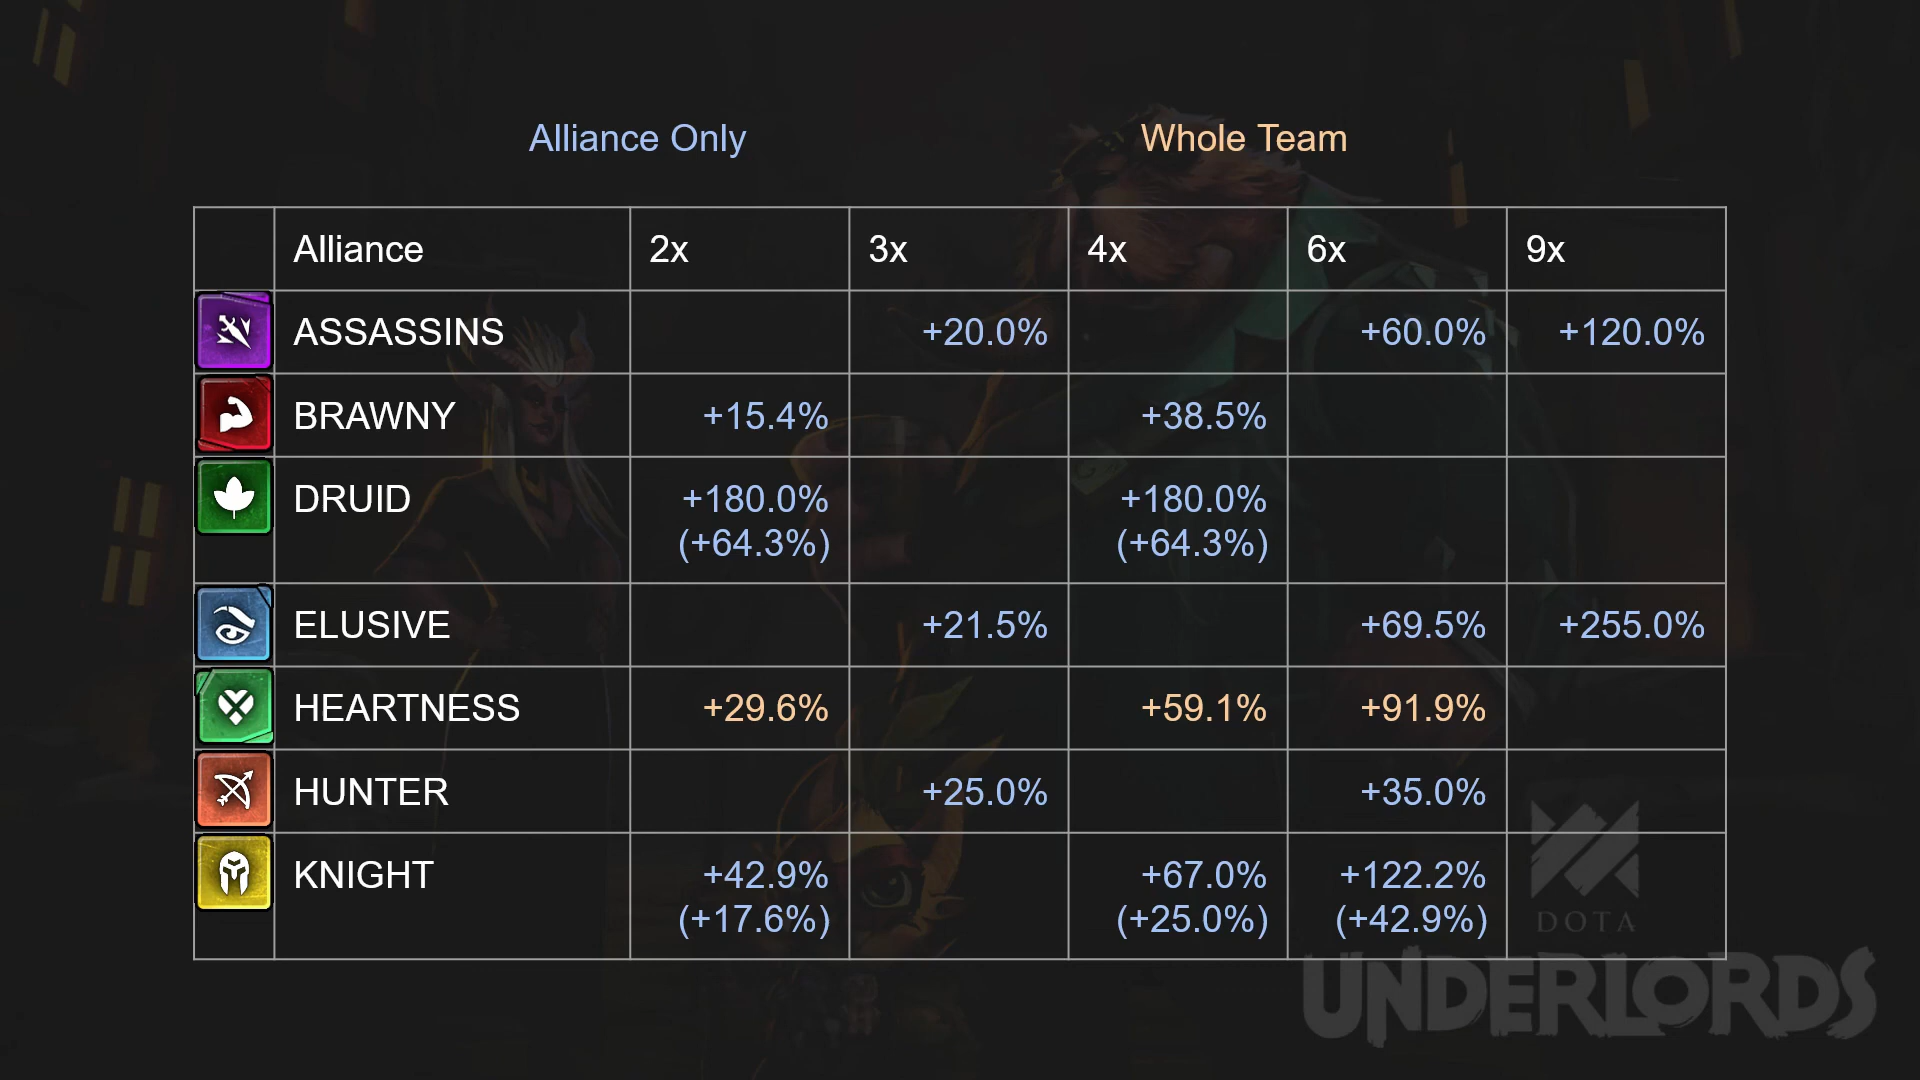 Alliance Only Whole Team
Alliance 2x 3x 4x 6x 9x
ASSASSINS +20.0% +60.0% +120.0%
BRAWNY +15.4% +38.5%
DRUID +180.0% +180.0%
(+64.3%) (+64.3%)
ELUSIVE +21.5% +69.5% +255.0%
HEARTNESS +29.6% +59.1% +91.9%
HUNTER +25.0% +35.0%
KNIGHT +42.9% +67.0% +122.2%
(+17.6%) (+25.0%) (+42.9%)
DOTA
UNDERLORDS